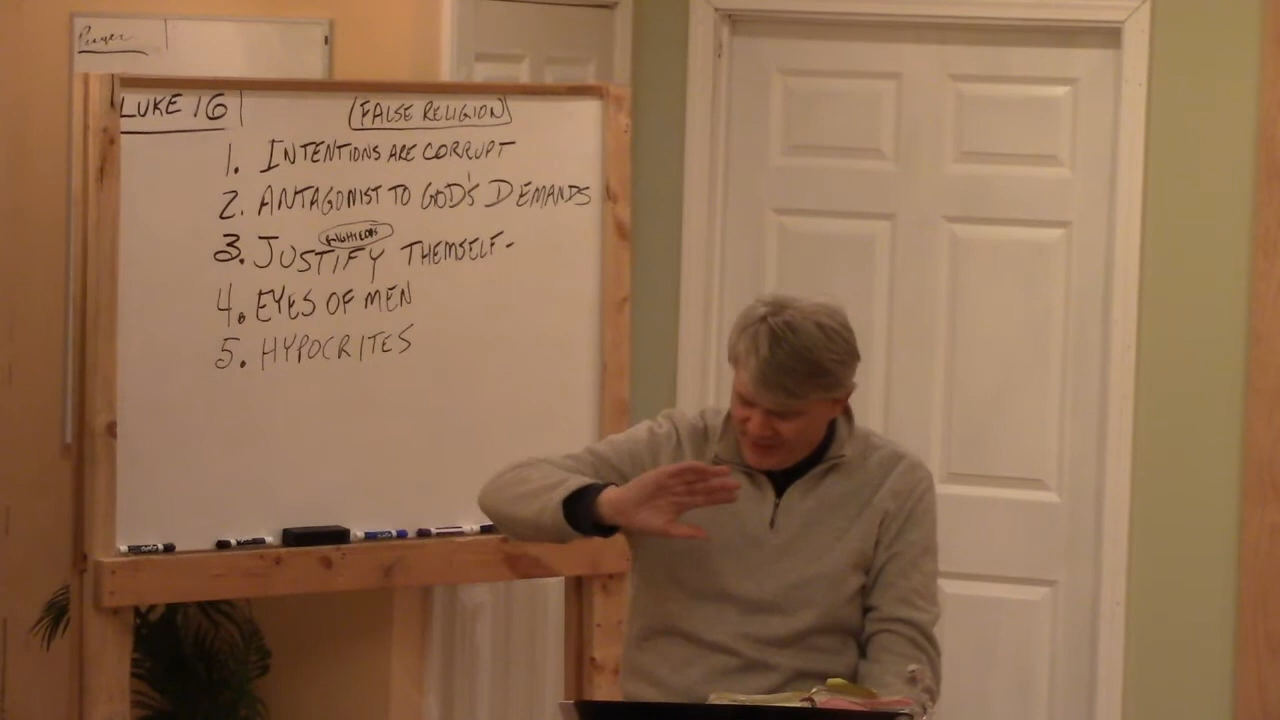 Prayer
LUKE 16
(FALSE RELIGION)
1. INTENTIONS ARE CORRUPT
2. ANTAGONIST TO GOD'S DEMANDS
RIGHTEOUS
3. JUSTIFY THEMSELF-
4. EYES OF MEN
5. HYPOCRITES